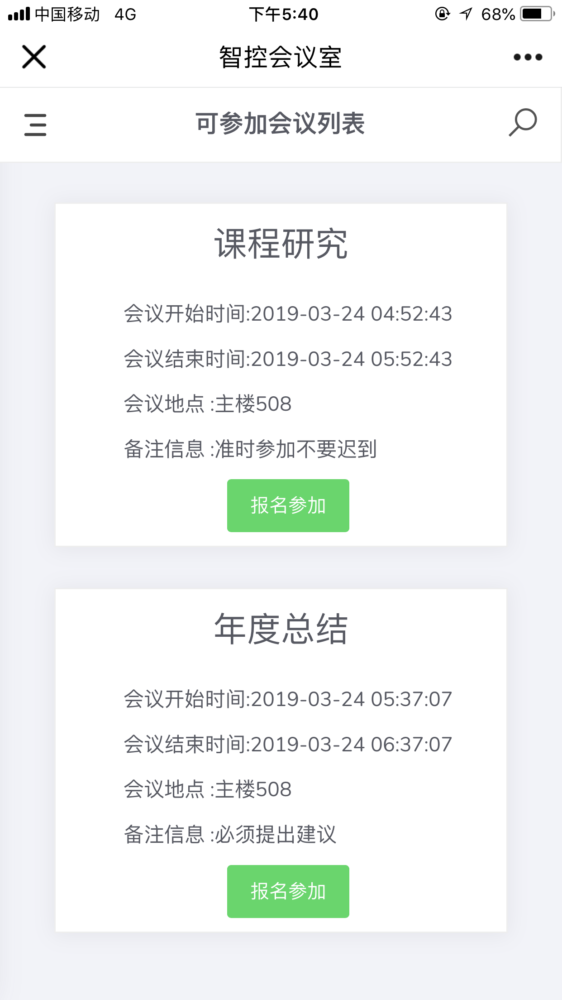 中国移动 4G 下午5:40 68%
智控会议室
可参加会议列表
课程研究
会议开始时间:2019-03-24 04:52:43
会议结束时间:2019-03-24 05:52:43
会议地点 :主楼508
备注信息 :准时参加不要迟到
报名参加
年度总结
会议开始时间:2019-03-24 05:37:07
会议结束时间:2019-03-24 06:37:07
会议地点 :主楼508
备注信息 :必须提出建议
报名参加